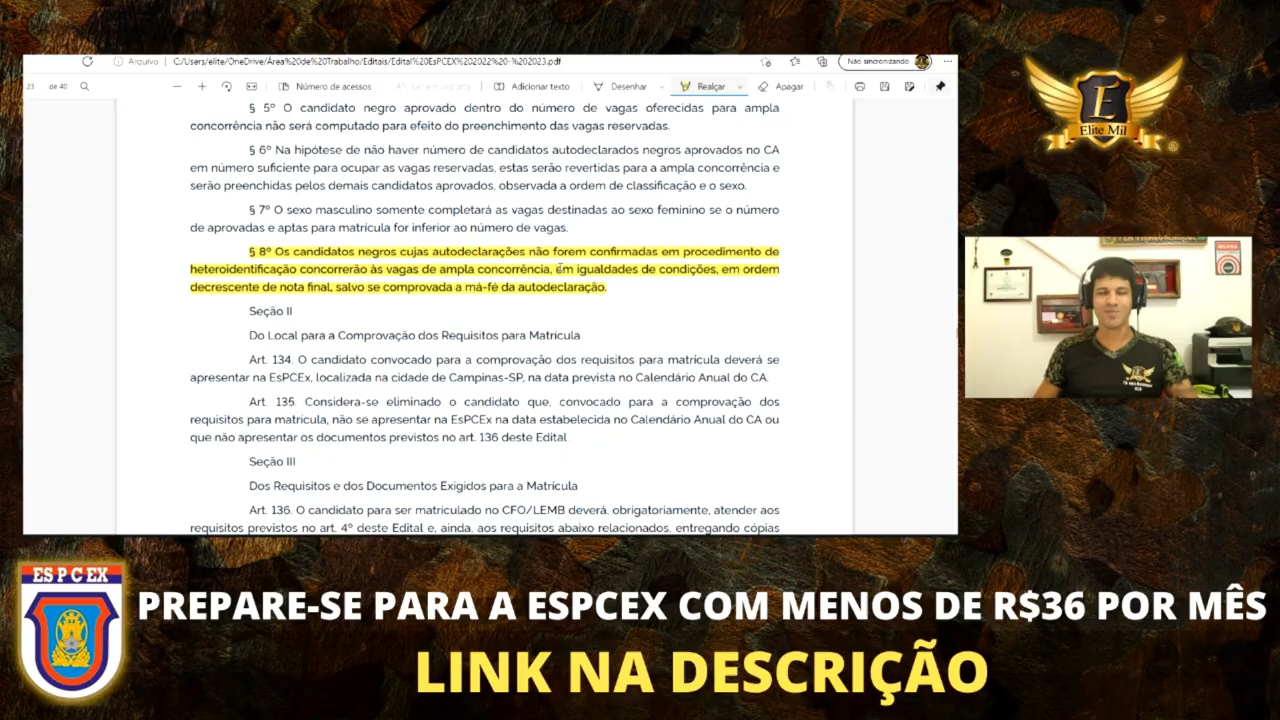 Arquivo | C:/Users/elite/OneDrive/Área%20de%20Trabalho/Editais/Edital%20EsPCEX%202022%20-%202023.pdf
Não sincronizando
23 de 40
Número de acessos
Adicionar texto
Desenhar
Realçar
Apagar
§ 5º O candidato negro aprovado dentro do número de vagas oferecidas para ampla
concorrência não será computado para efeito do preenchimento das vagas reservadas.
§ 6º Na hipótese de não haver número de candidatos autodeclarados negros aprovados no CA
em número suficiente para ocupar as vagas reservadas, estas serão revertidas para a ampla concorrência e
serão preenchidas pelos demais candidatos aprovados, observada a ordem de classificação e o sexo.
§ 7º O sexo masculino somente completará as vagas destinadas ao sexo feminino se o número
de aprovadas e aptas para matrícula for inferior ao número de vagas.
§ 8º Os candidatos negros cujas autodeclarações não forem confirmadas em procedimento de
heteroidentificação concorrerão às vagas de ampla concorrência, em igualdades de condições, em ordem
decrescente de nota final, salvo se comprovada a má-fé da autodeclaração.
Seção II
Do Local para a Comprovação dos Requisitos para Matrícula
Art. 134. O candidato convocado para a comprovação dos requisitos para matrícula deverá se
apresentar na EsPCEx, localizada na cidade de Campinas-SP, na data prevista no Calendário Anual do CA.
Art. 135. Considera-se eliminado o candidato que, convocado para a comprovação dos
requisitos para matrícula, não se apresentar na EsPCEx na data estabelecida no Calendário Anual do CA ou
que não apresentar os documentos previstos no art. 136 deste Edital.
Seção III
Dos Requisitos e dos Documentos Exigidos para a Matrícula
Art. 136. O candidato para ser matriculado no CFO/LEMB deverá, obrigatoriamente, atender aos
requisitos previstos no art. 4º deste Edital e, ainda, aos requisitos abaixo relacionados, entregando cópias
E
Elite Mil
®
ESPCEX
PREPARE-SE PARA A ESPCEX COM MENOS DE R$36 POR MÊS
LINK NA DESCRIÇÃO